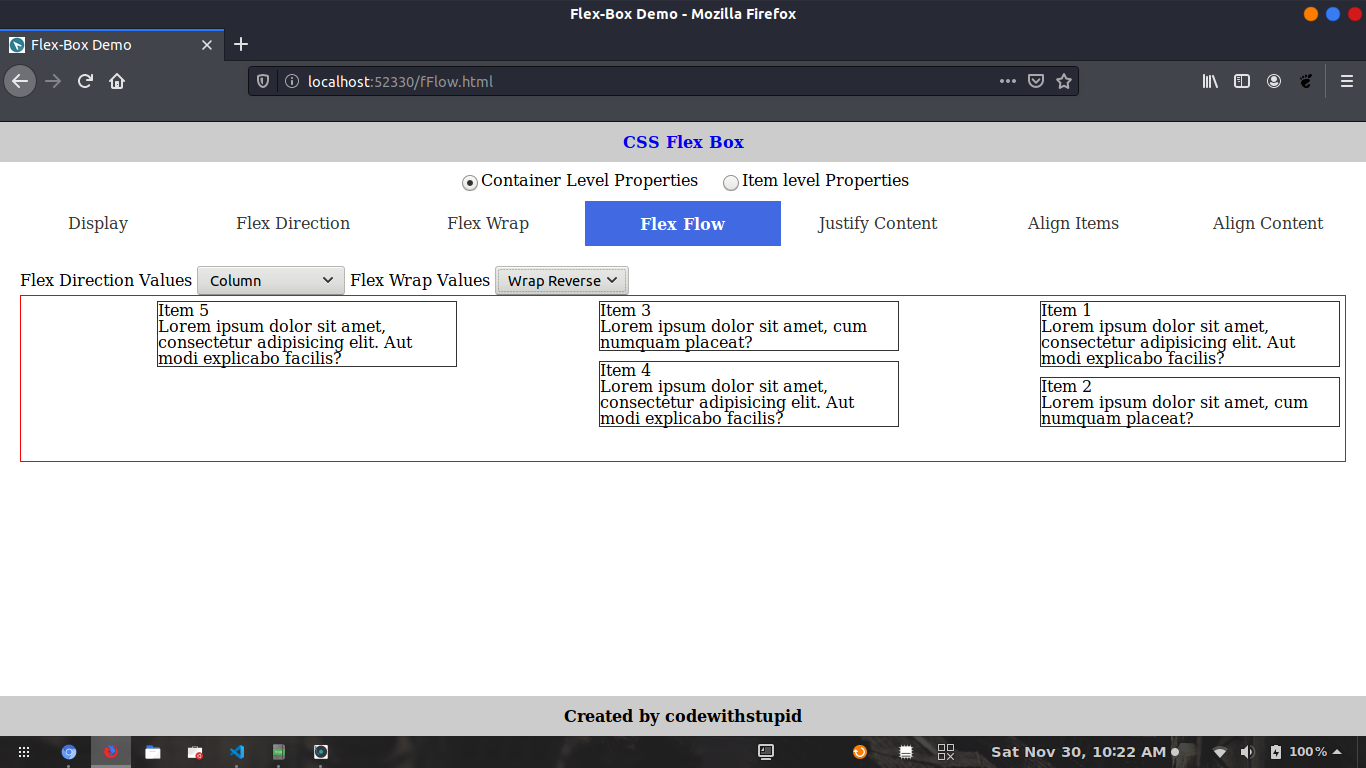 Flex-Box Demo - Mozilla Firefox
Flex-Box Demo
localhost:52330/fFlow.html
CSS Flex Box
Container Level Properties Item level Properties
Display Flex Direction Flex Wrap Flex Flow Justify Content Align Items Align Content
Flex Direction Values Column Flex Wrap Values Wrap Reverse
Item 5
Lorem ipsum dolor sit amet,
consectetur adipisicing elit. Aut
modi explicabo facilis?
Item 3
Lorem ipsum dolor sit amet, cum
numquam placeat?
Item 4
Lorem ipsum dolor sit amet,
consectetur adipisicing elit. Aut
modi explicabo facilis?
Item 1
Lorem ipsum dolor sit amet,
consectetur adipisicing elit. Aut
modi explicabo facilis?
Item 2
Lorem ipsum dolor sit amet, cum
numquam placeat?
Created by codewithstupid
Sat Nov 30, 10:22 AM 100 %